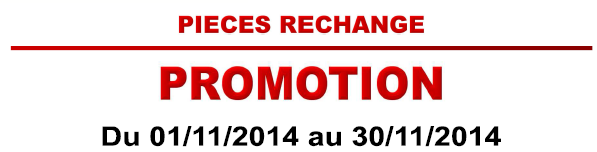 PIECES RECHANGE
PROMOTION
Du 01/11/2014 au 30/11/2014